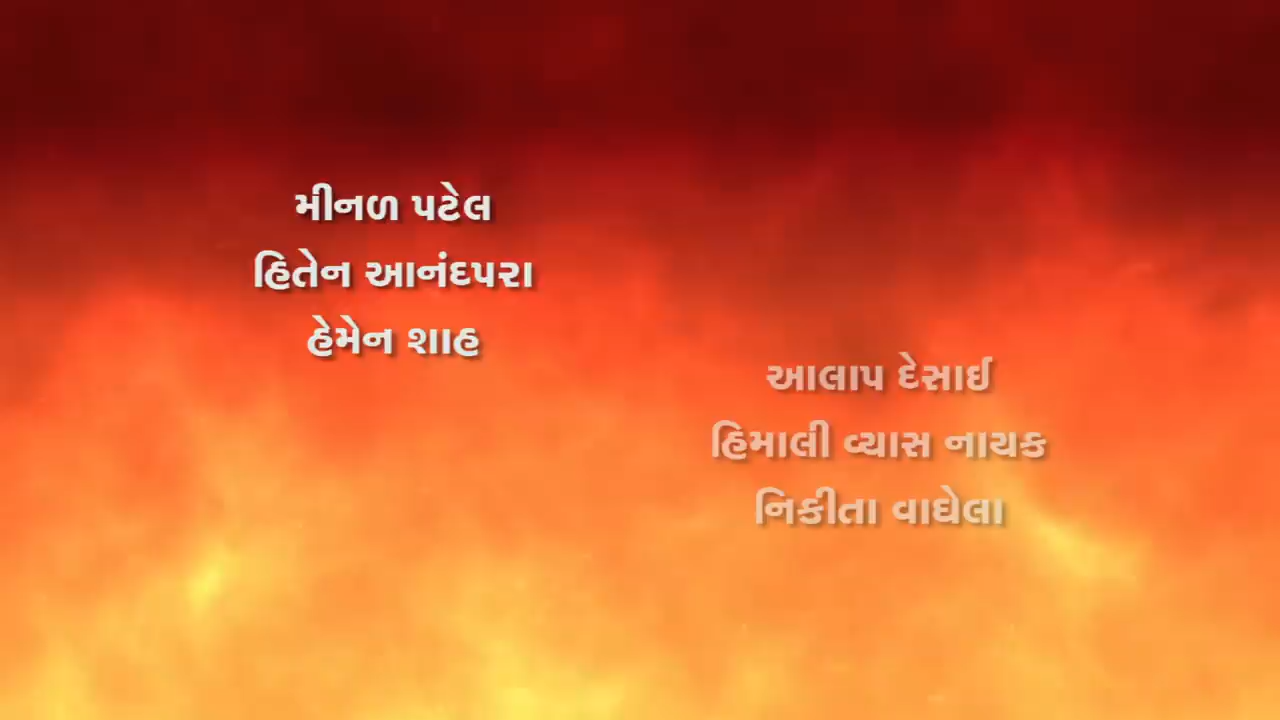 મીનળ પટેલ
હિતેન આનંદપરા
હેમેન શાહ
આલાપ દેસાઈ
હિમાલી વ્યાસ નાયક
નિકીતા વાઘેલા